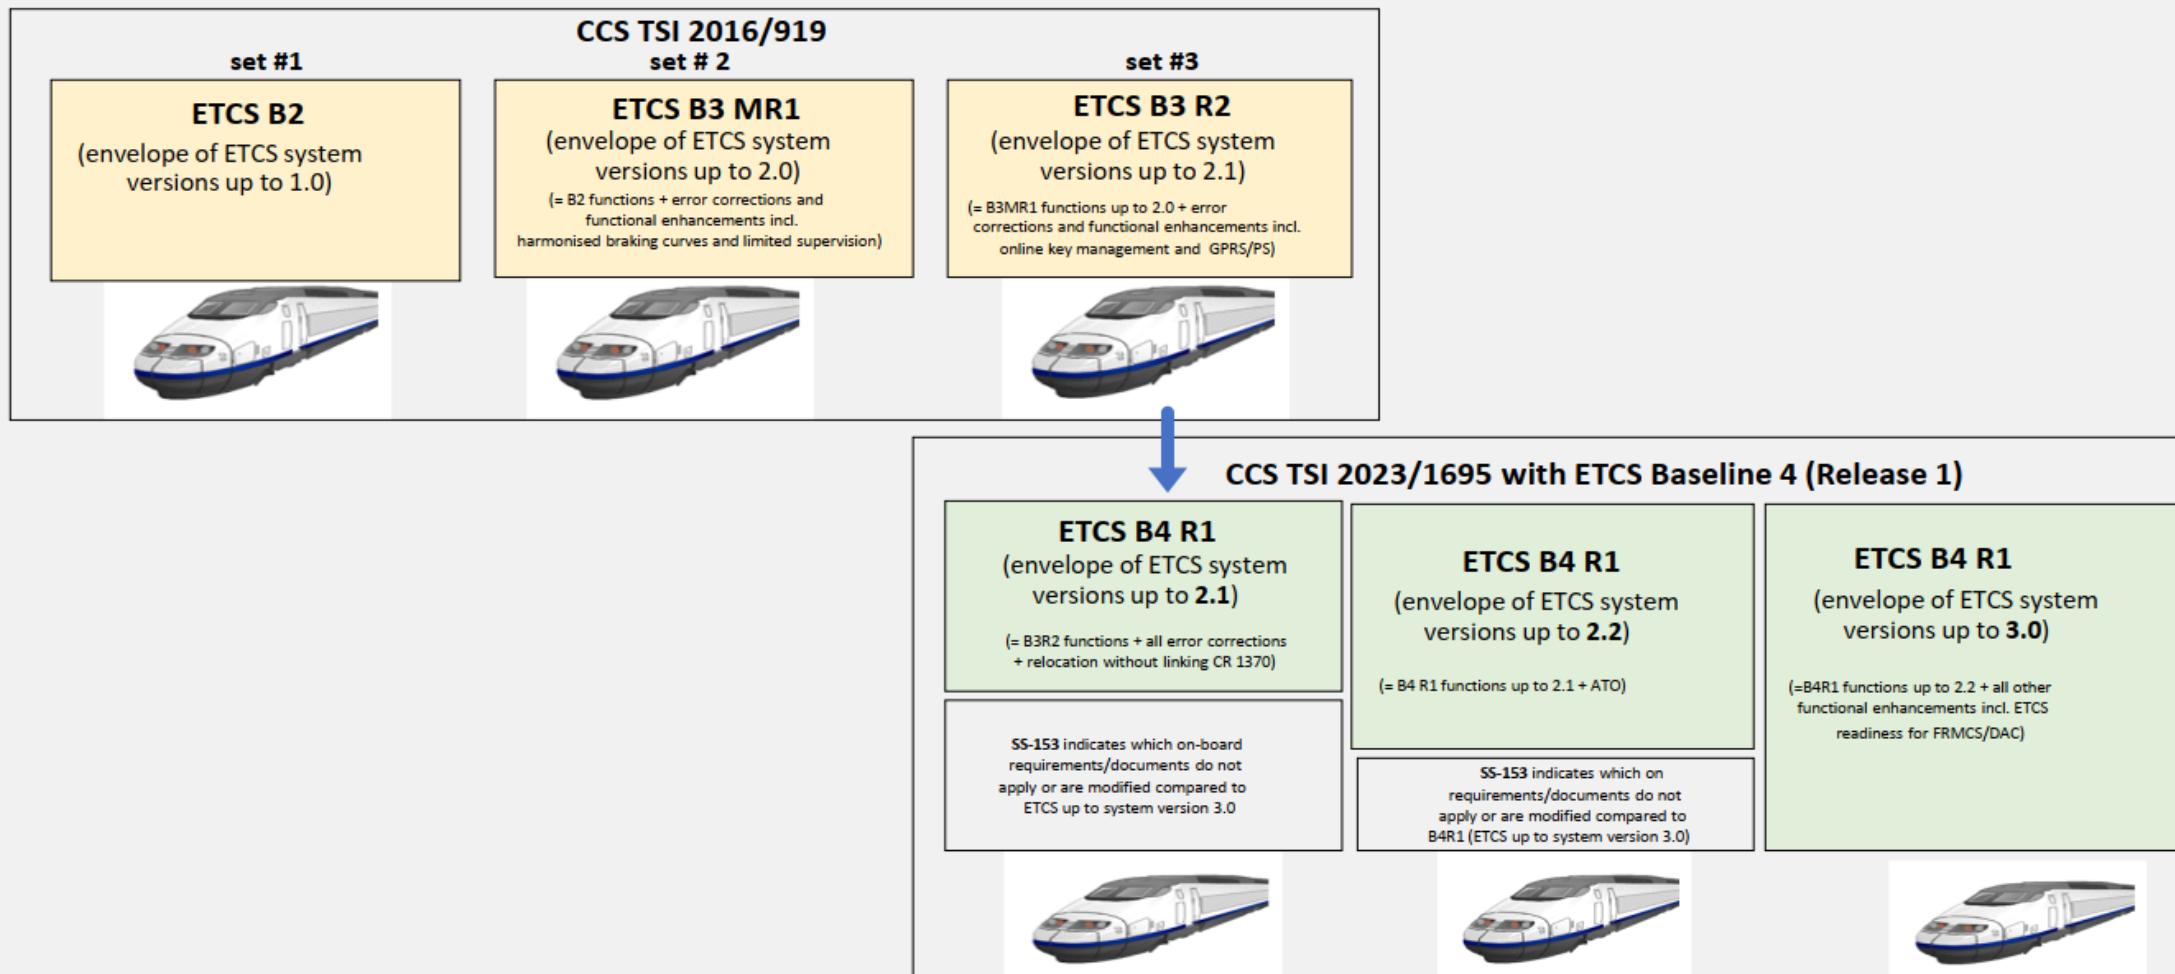 CCS TSI 2016/919
set #1
set # 2
set #3
ETCS B2
(envelope of ETCS system
versions up to 1.0)
ETCS B3 MR1
(envelope of ETCS system
versions up to 2.0)
(= B2 functions + error corrections and
functional enhancements incl.
harmonised braking curves and limited supervision)
ETCS B3 R2
(envelope of ETCS system
versions up to 2.1)
(= B3MR1 functions up to 2.0 + error
corrections and functional enhancements incl.
online key management and GPRS/PS)
CCS TSI 2023/1695 with ETCS Baseline 4 (Release 1)
ETCS B4 R1
(envelope of ETCS system
versions up to 2.1)
(= B3R2 functions + all error corrections
+ relocation without linking CR 1370)
SS-153 indicates which on-board
requirements/documents do not
apply or are modified compared to
ETCS up to system version 3.0
ETCS B4 R1
(envelope of ETCS system
versions up to 2.2)
(= B4 R1 functions up to 2.1 + ATO)
SS-153 indicates which on
requirements/documents do not
apply or are modified compared to
B4R1 (ETCS up to system version 3.0)
ETCS B4 R1
(envelope of ETCS system
versions up to 3.0)
(=B4R1 functions up to 2.2 + all other
functional enhancements incl. ETCS
readiness for FRMCS/DAC)